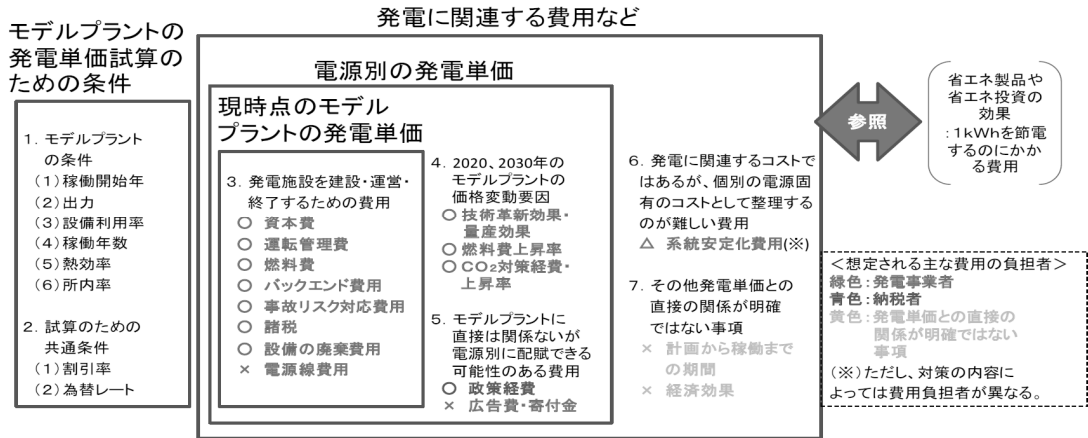 発電に関連する費用など
モデルプラントの
発電単価試算の
ための条件
1．モデルプラント
の条件
（1）稼働開始年
（2）出力
（3）設備利用率
（4）稼働年数
（5）熱効率
（6）所内率
2．試算のための
共通条件
（1）割引率
（2）為替レート
電源別の発電単価
現時点のモデル
プラントの発電単価
3．発電施設を建設・運営・
終了するための費用
○ 資本費
○ 運転管理費
○ 燃料費
○ バックエンド費用
○ 事故リスク対応費用
○ 諸税
○ 設備の廃棄費用
× 電源線費用
4．2020、2030年の
モデルプラントの
価格変動要因
○技術革新効果・
量産効果
○燃料費上昇率
○CO2対策経費・
上昇率
5．モデルプラントに
直接は関係ないが
電源別に配賦できる
可能性のある費用
○ 政策経費
× 広告費・寄付金
6．発電に関連するコストで
はあるが、個別の電源固
有のコストとして整理する
のが難しい費用
△ 系統安定化費用(※)
7．その他発電単価との
直接の関係が明確
ではない事項
× 計画から稼働まで
の期間
× 経済効果
参照
省エネ製品や
省エネ投資の
効果
：1kWhを節電
するのにかか
る費用
＜想定される主な費用の負担者＞
緑色：発電事業者
青色：納税者
黄色：発電単価との直接の
関係が明確ではない
事項
（※）ただし、対策の内容に
よっては費用負担者が異なる。